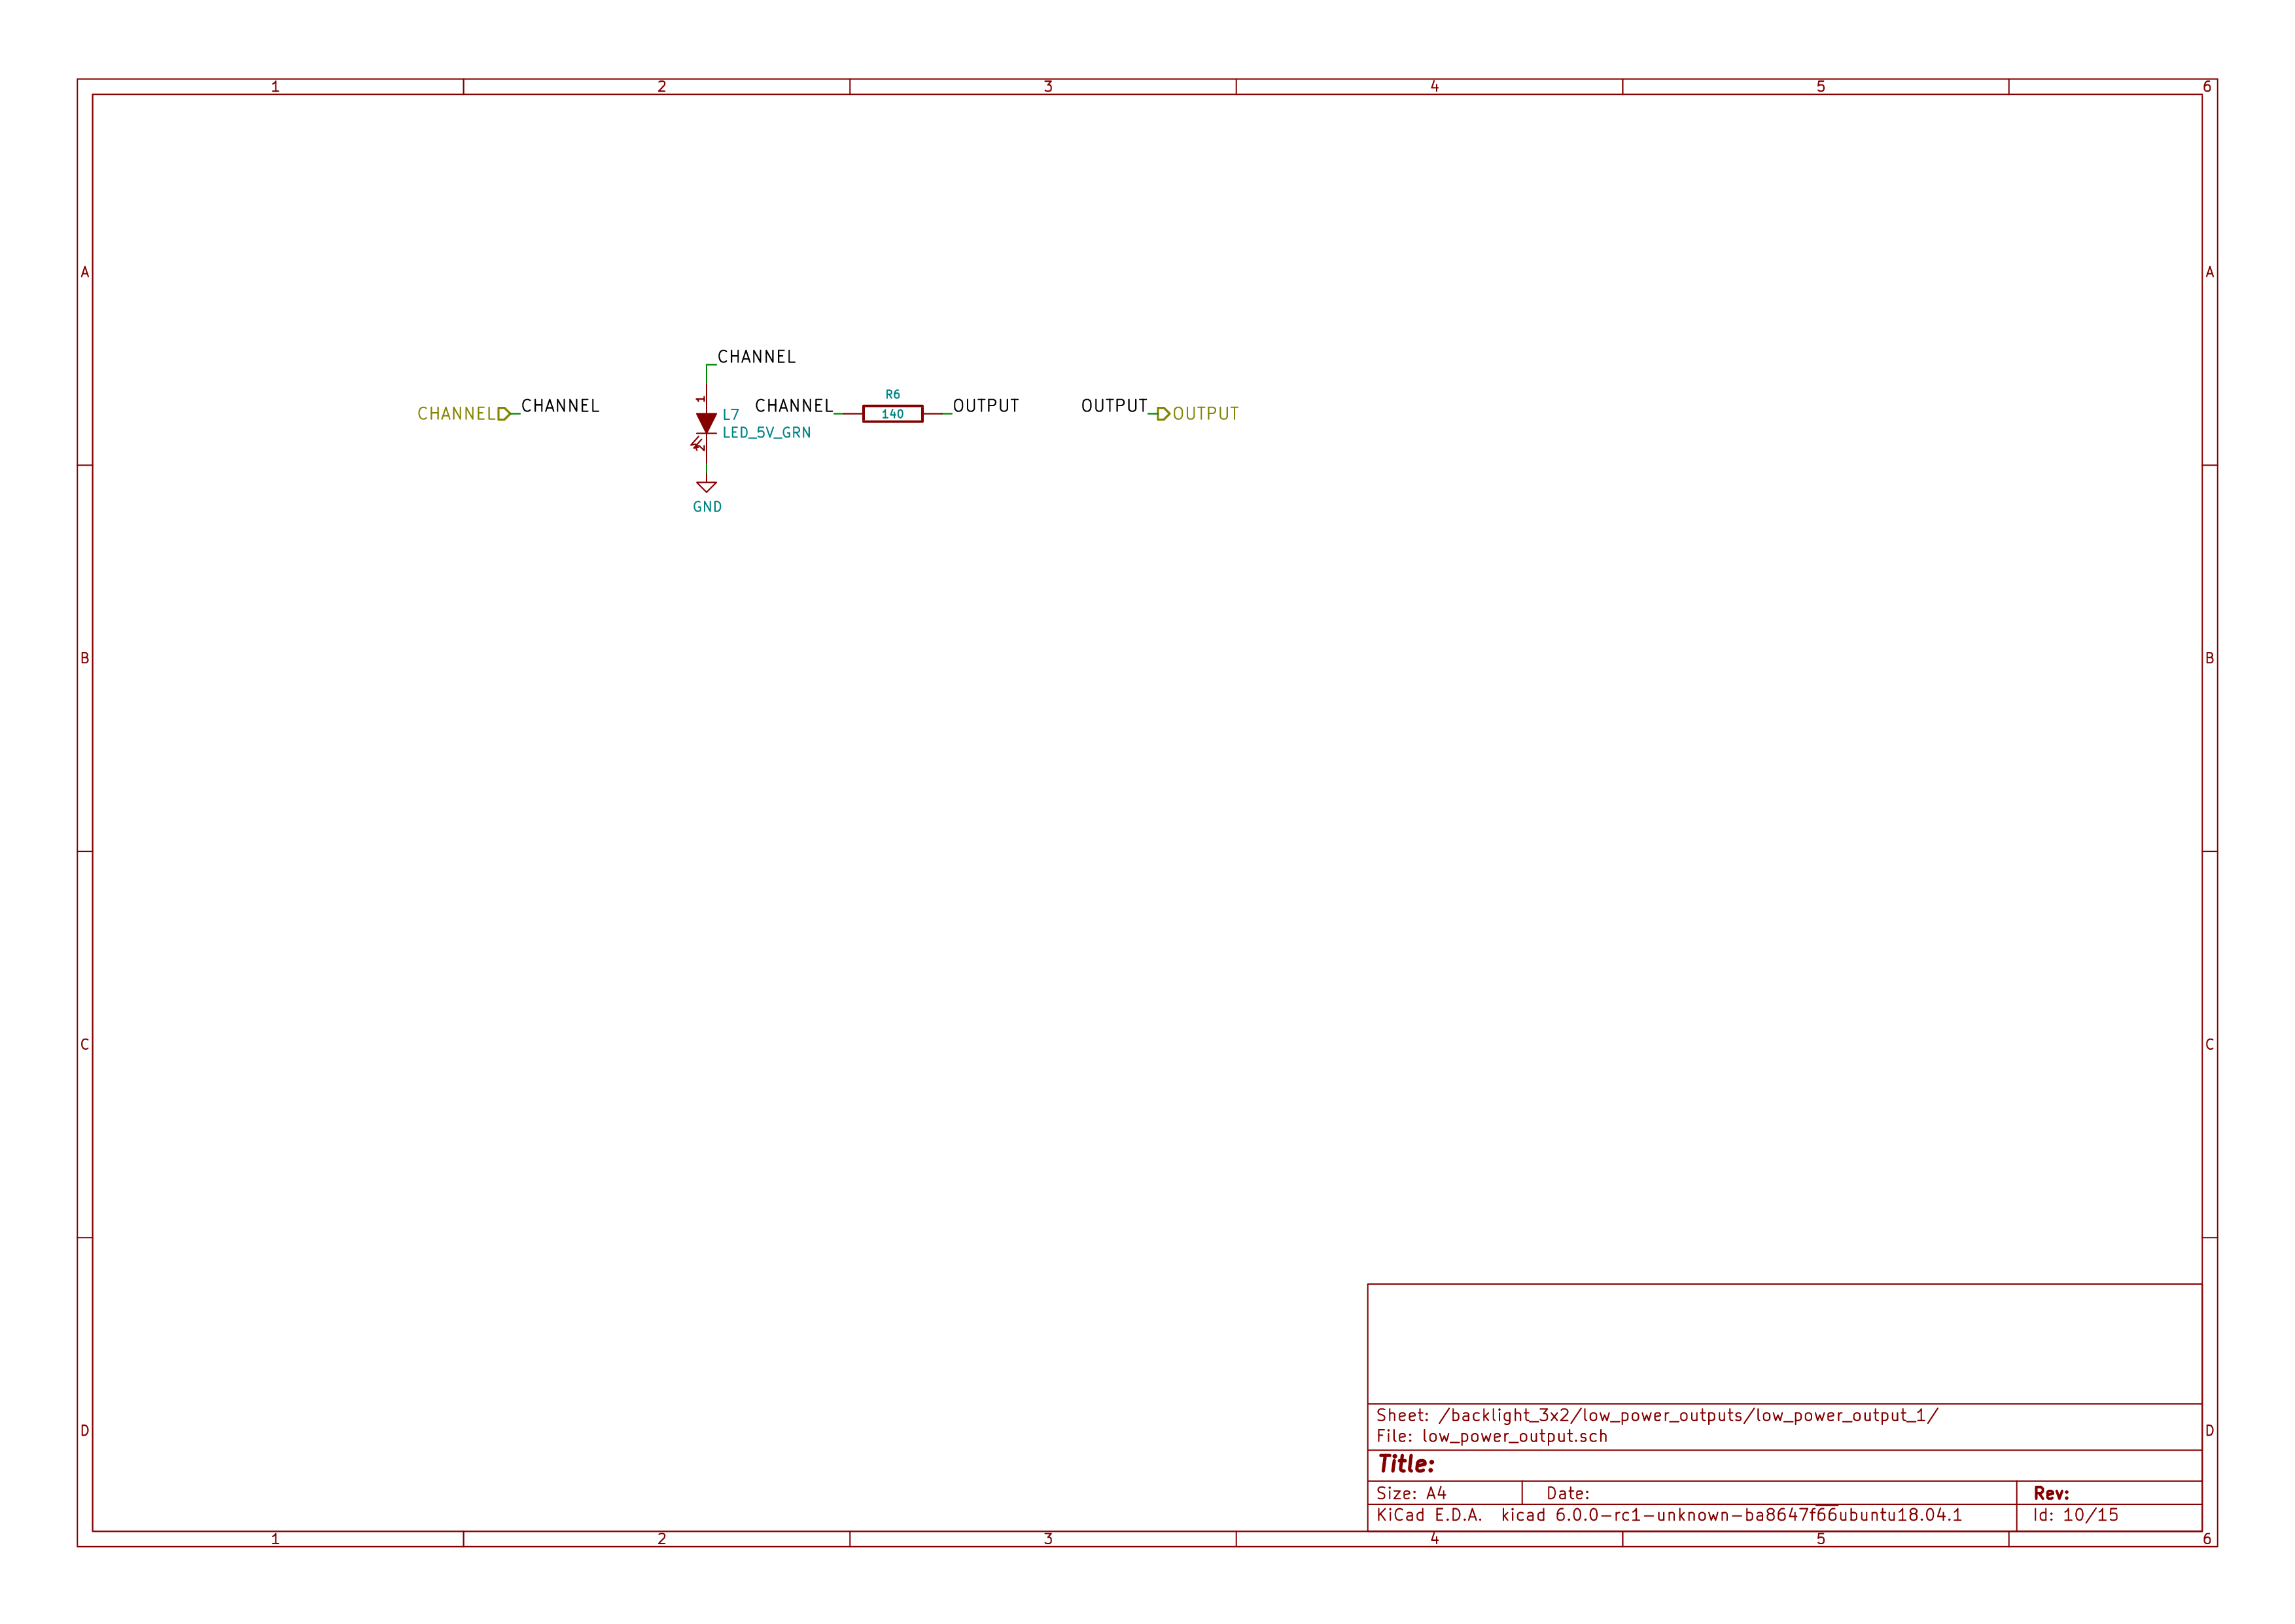 1 2 3 4 5 6
A A
CHANNEL
CHANNEL CHANNEL 1 L7 CHANNEL R6 140 OUTPUT OUTPUT OUTPUT
LED_5V_GRN
2
GND
B B
C C
Sheet: /backlight_3x2/low_power_outputs/low_power_output_1/
D D
File: low_power_output.sch
Title:
Size: A4 Date: Rev:
KiCad E.D.A. kicad 6.0.0-rc1-unknown-ba8647f66ubuntu18.04.1 Id: 10/15
1 2 3 4 5 6